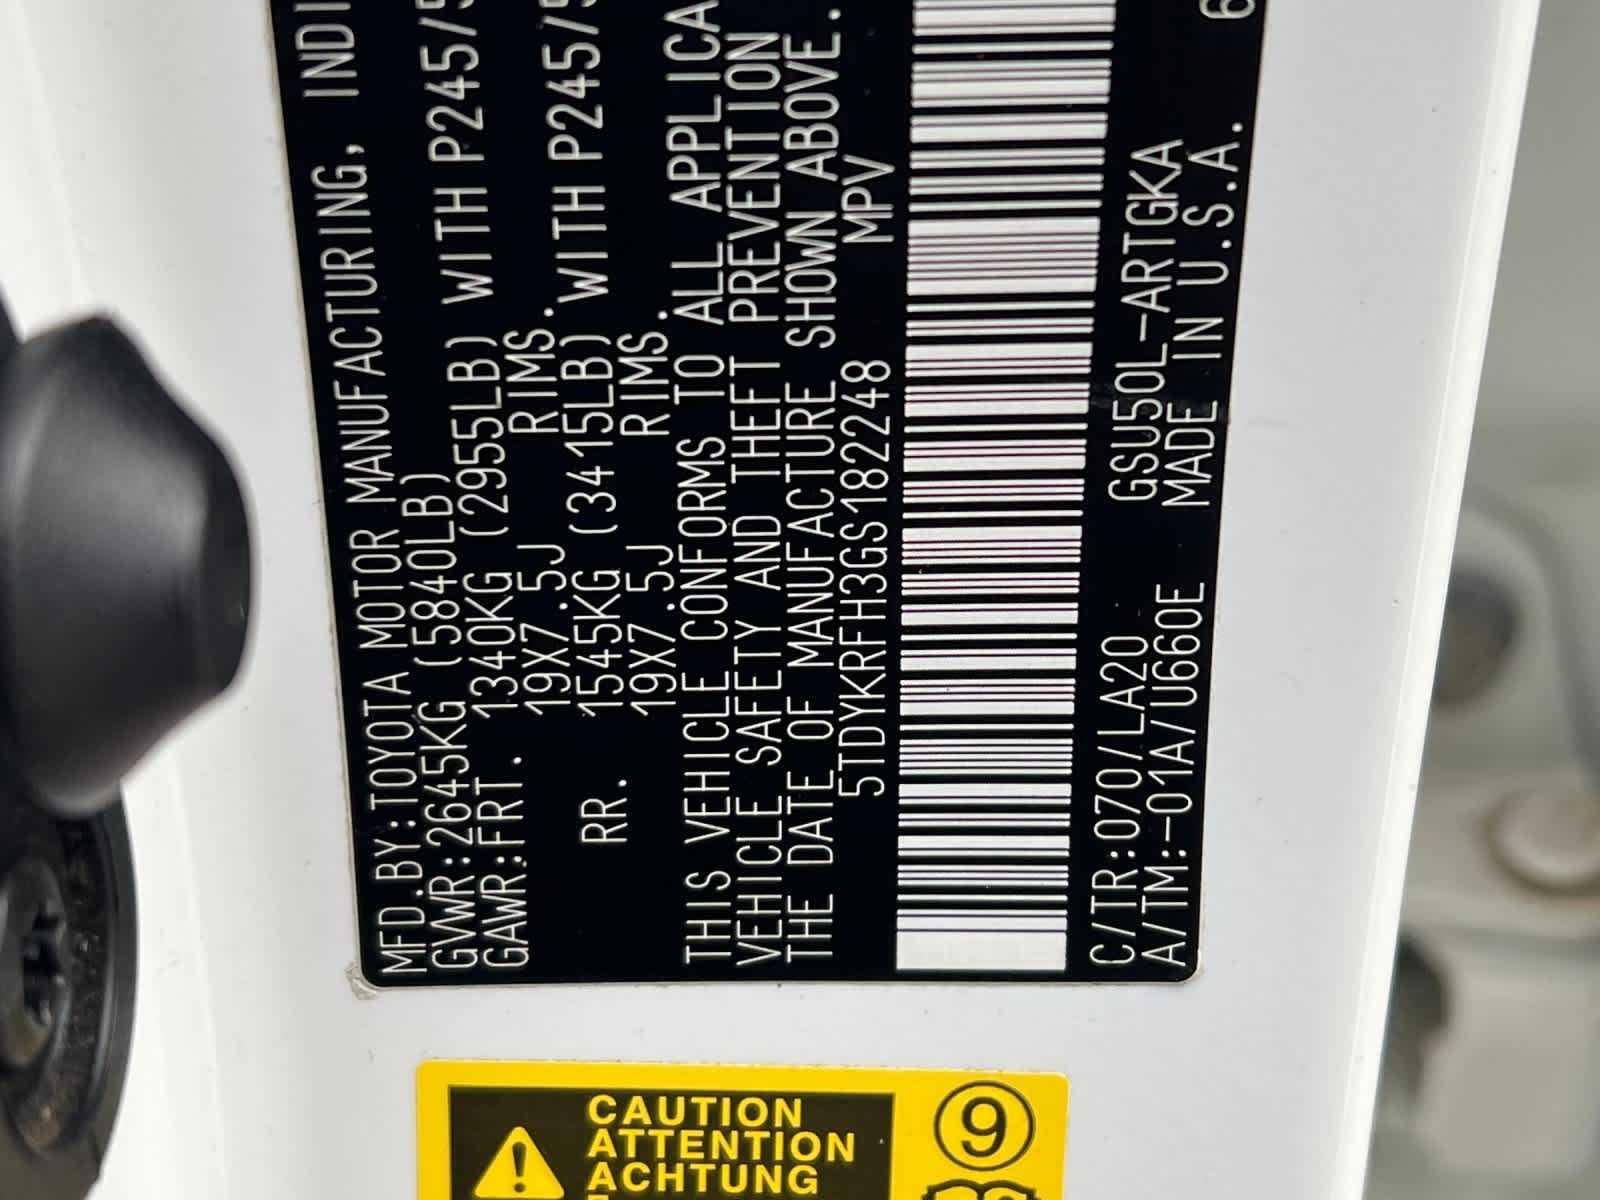 MFD.BY:TOYOTA MOTOR MANUFACTURING, INDI
GVWR:2645KG (5840LB)
GAWR:FRT. 1340KG (2955LB) WITH P245/5
19X7.5J RIMS.
RR. 1545KG (3415LB) WITH P245/5
19X7.5J RIMS.
THIS VEHICLE CONFORMS TO ALL APPLICA
VEHICLE SAFETY AND THEFT PREVENTION
THE DATE OF MANUFACTURE SHOWN ABOVE.
5TDYKRFH3GS182248 MPV
C/TR:070/LA20 GSU50L-ARTGKA
A/TM:-01A/U660E MADE IN U.S.A. 6
CAUTION
ATTENTION
ACHTUNG
9